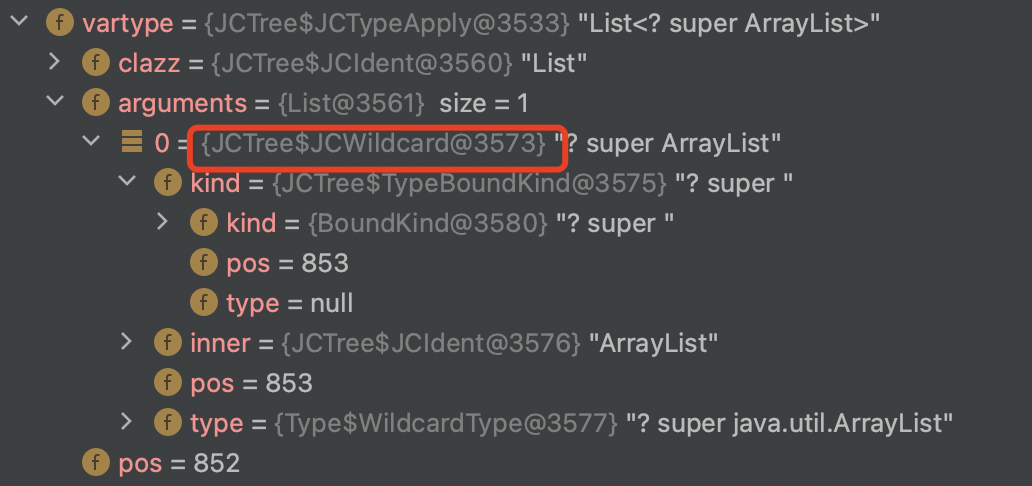 vartype = {JCTree$JCTypeApply@3533} "List<? super ArrayList>"
f clazz = {JCTree$JCIdent@3560} "List"
f arguments = {List@3561} size = 1
0 = {JCTree$JCWildcard@3573} "? super ArrayList"
f kind = {JCTree$TypeBoundKind@3575} "? super "
f kind = {BoundKind@3580} "? super "
f pos = 853
f type = null
f inner = {JCTree$JCIdent@3576} "ArrayList"
f pos = 853
f type = {Type$WildcardType@3577} "? super java.util.ArrayList"
f pos = 852